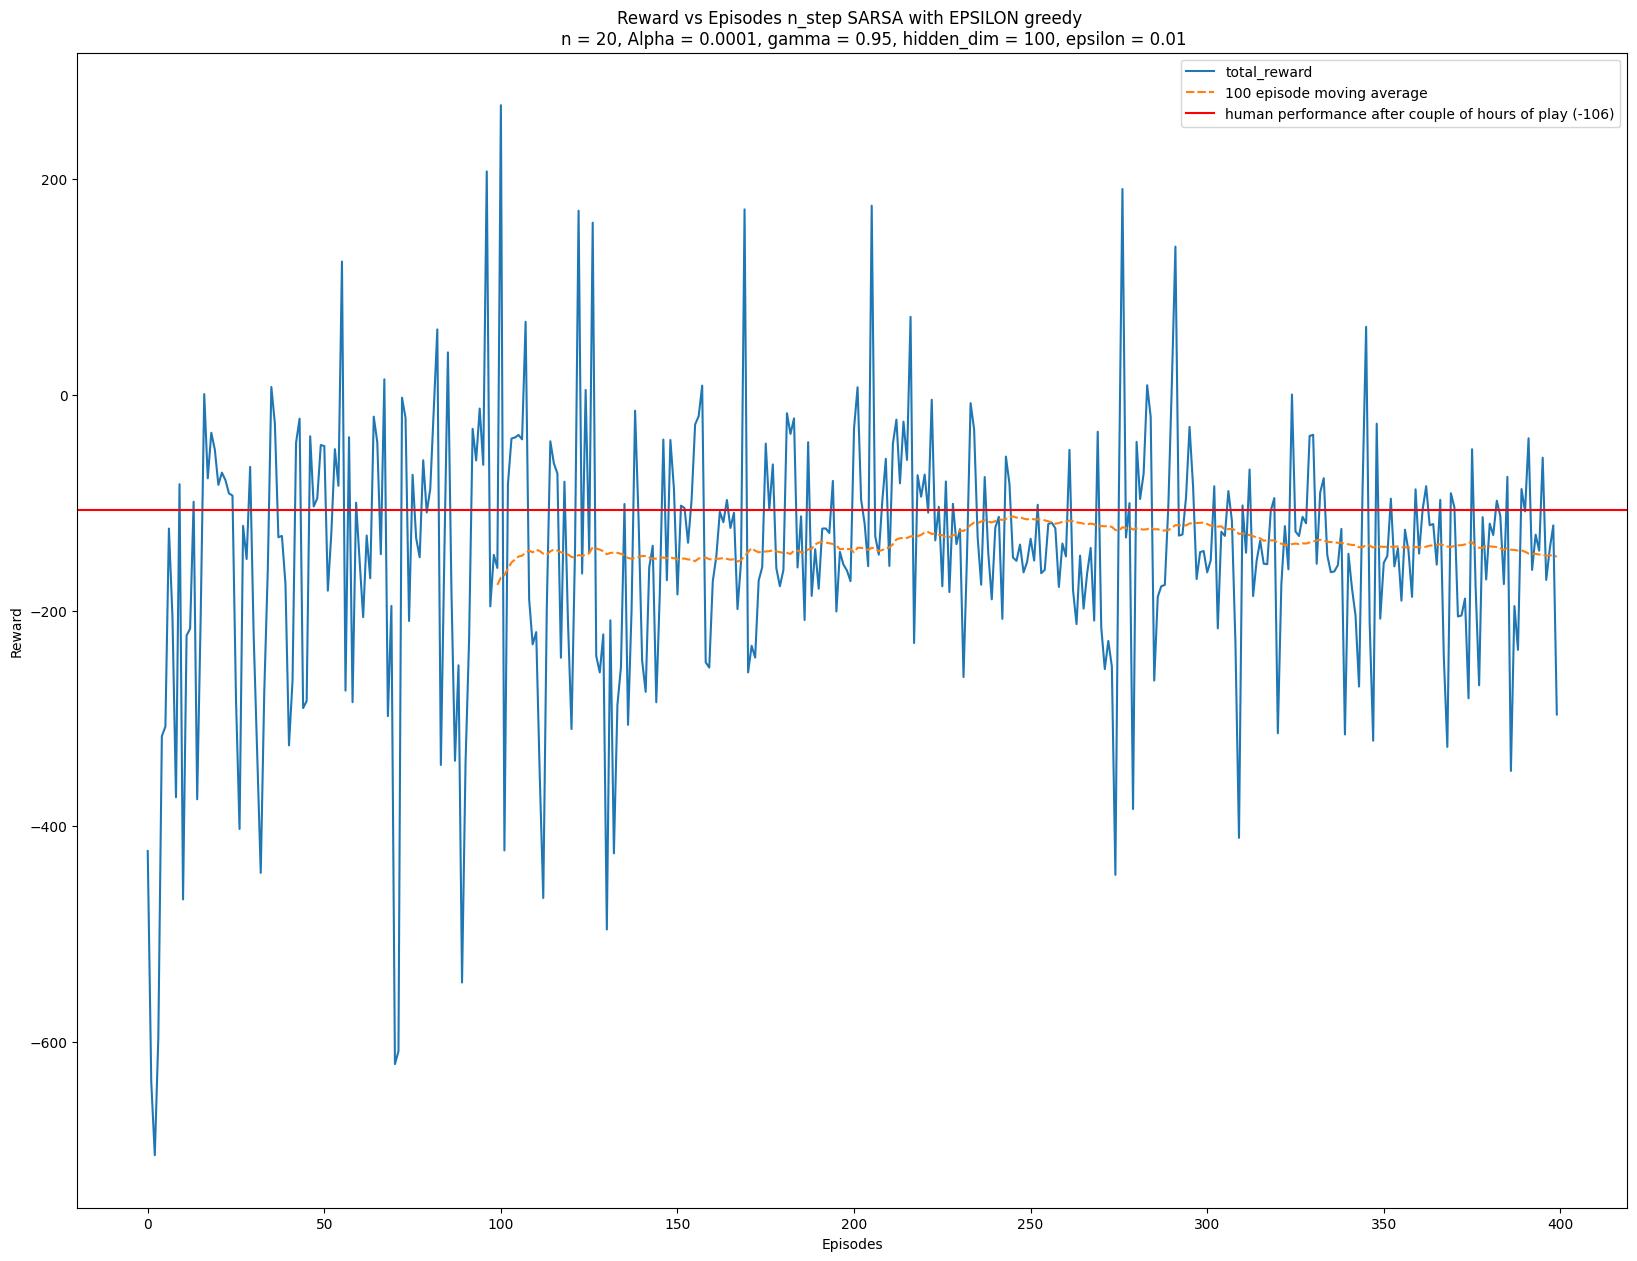 Reward vs Episodes n_step SARSA with EPSILON greedy
n = 20, Alpha = 0.0001, gamma = 0.95, hidden_dim = 100, epsilon = 0.01
total_reward
100 episode moving average
human performance after couple of hours of play (-106)
200
0
−200
−400
−600
Reward
0
50
100
150
200
250
300
350
400
Episodes